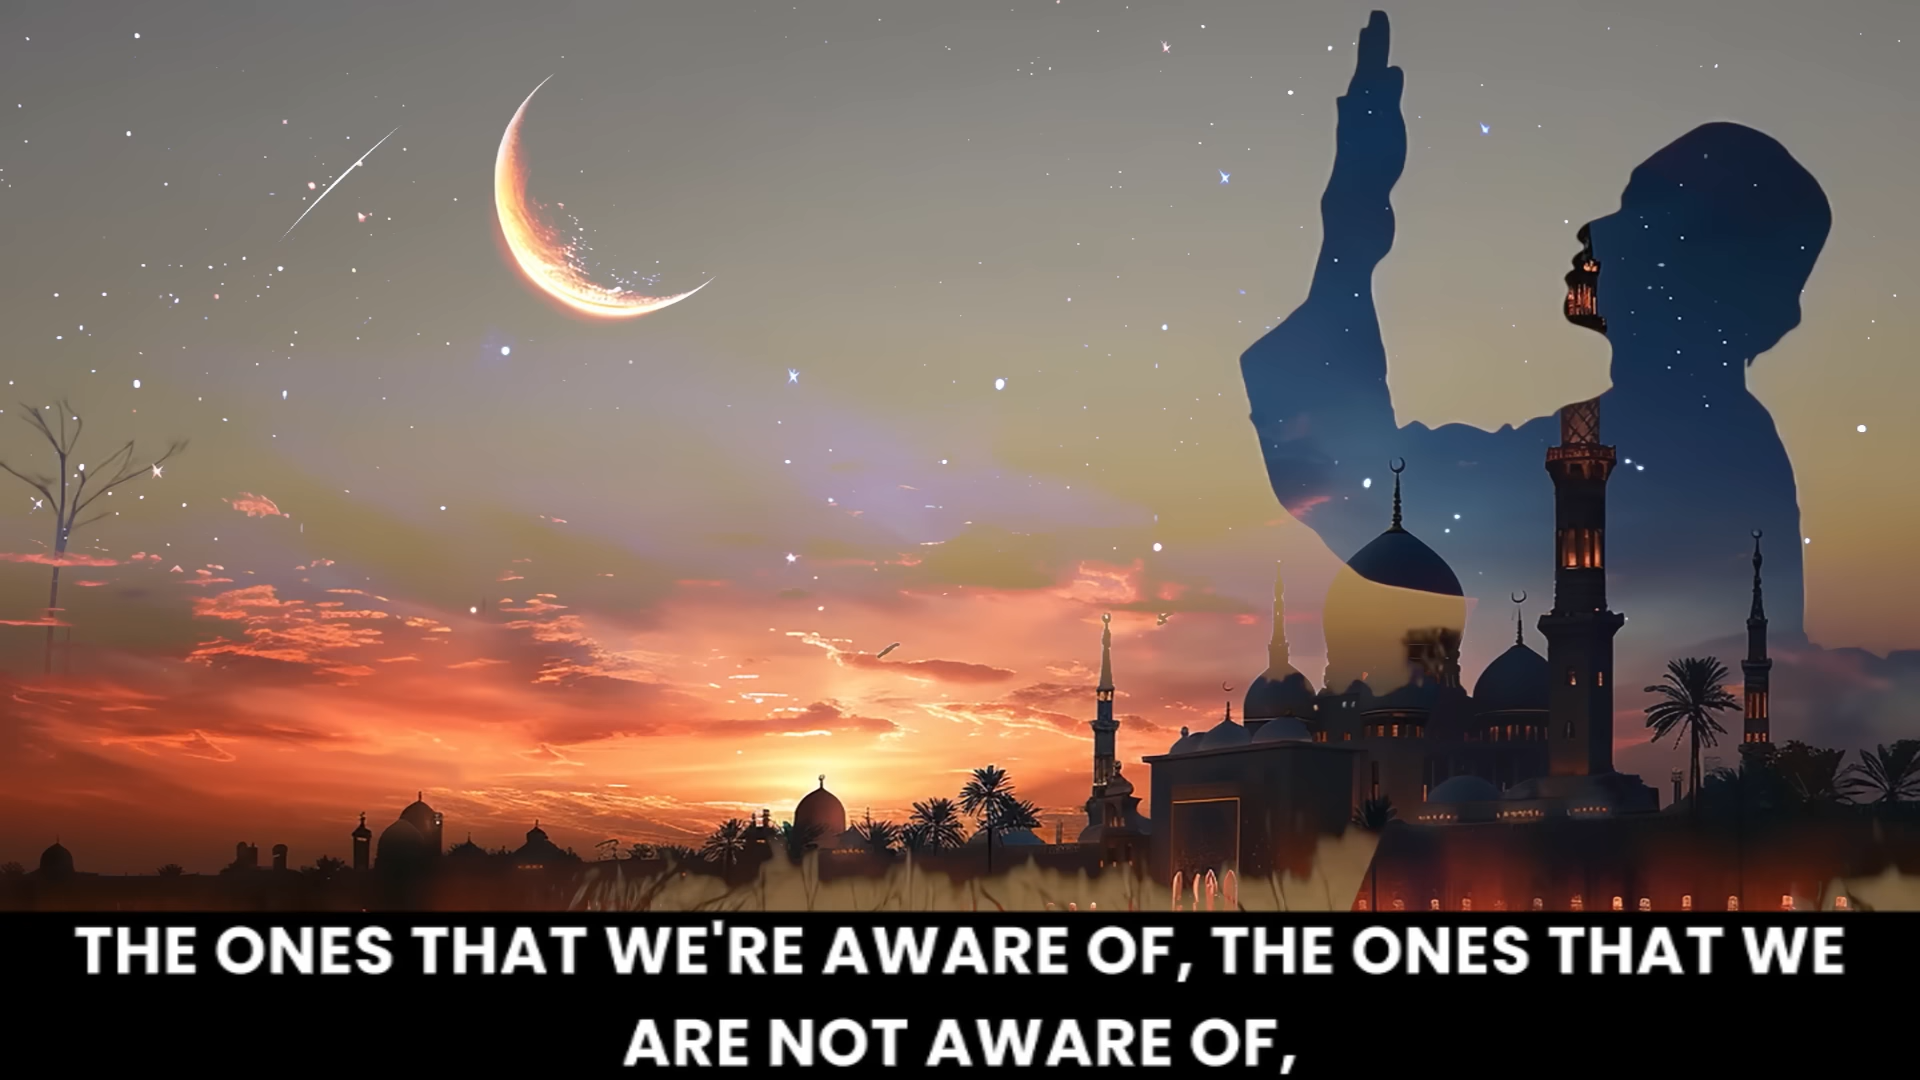 THE ONES THAT WE'RE AWARE OF, THE ONES THAT WE
ARE NOT AWARE OF,